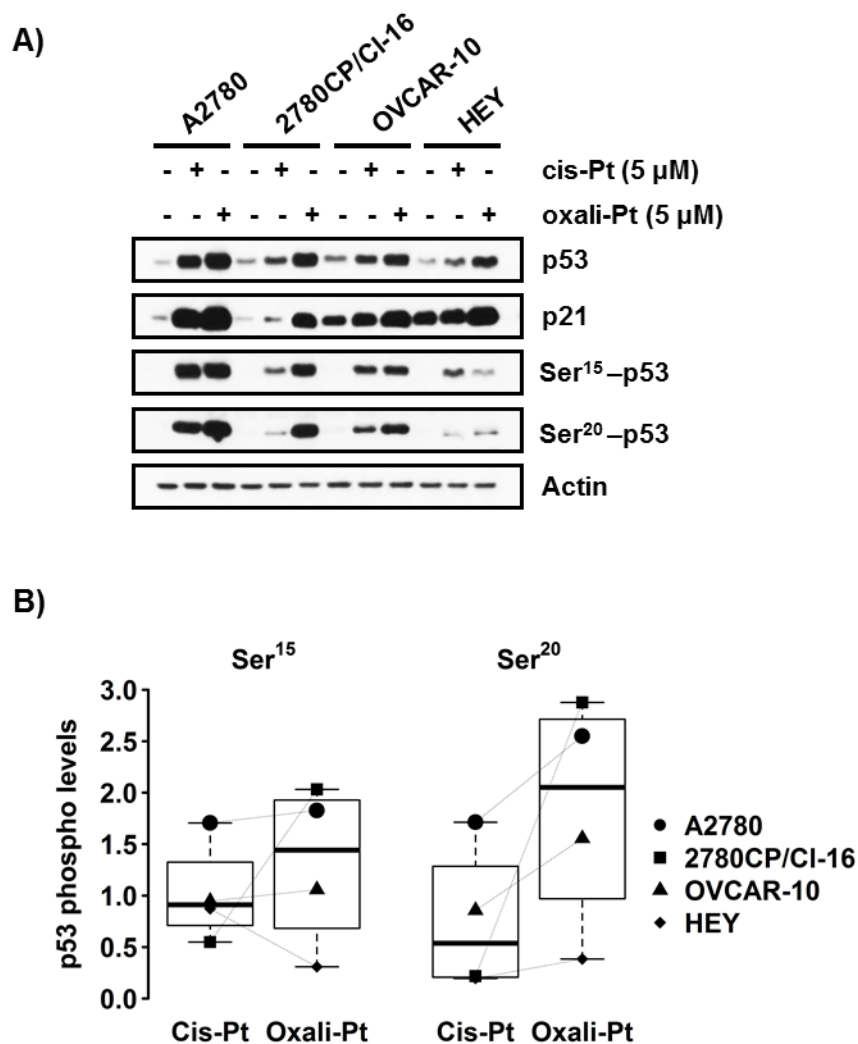 A)
A2780 2780CP/CI-16 OVCAR-10 HEY
- + - - + - - + - - + - cis-Pt (5 µM)
- - + - - + - - + - - + oxali-Pt (5 µM)
p53
p21
Ser¹⁵–p53
Ser²⁰–p53
Actin
B)
Ser¹⁵ Ser²⁰
p53 phospho levels
3.0
2.5
2.0
1.5
1.0
0.5
0.0
A2780
2780CP/CI-16
OVCAR-10
HEY
Cis-Pt Oxali-Pt Cis-Pt Oxali-Pt